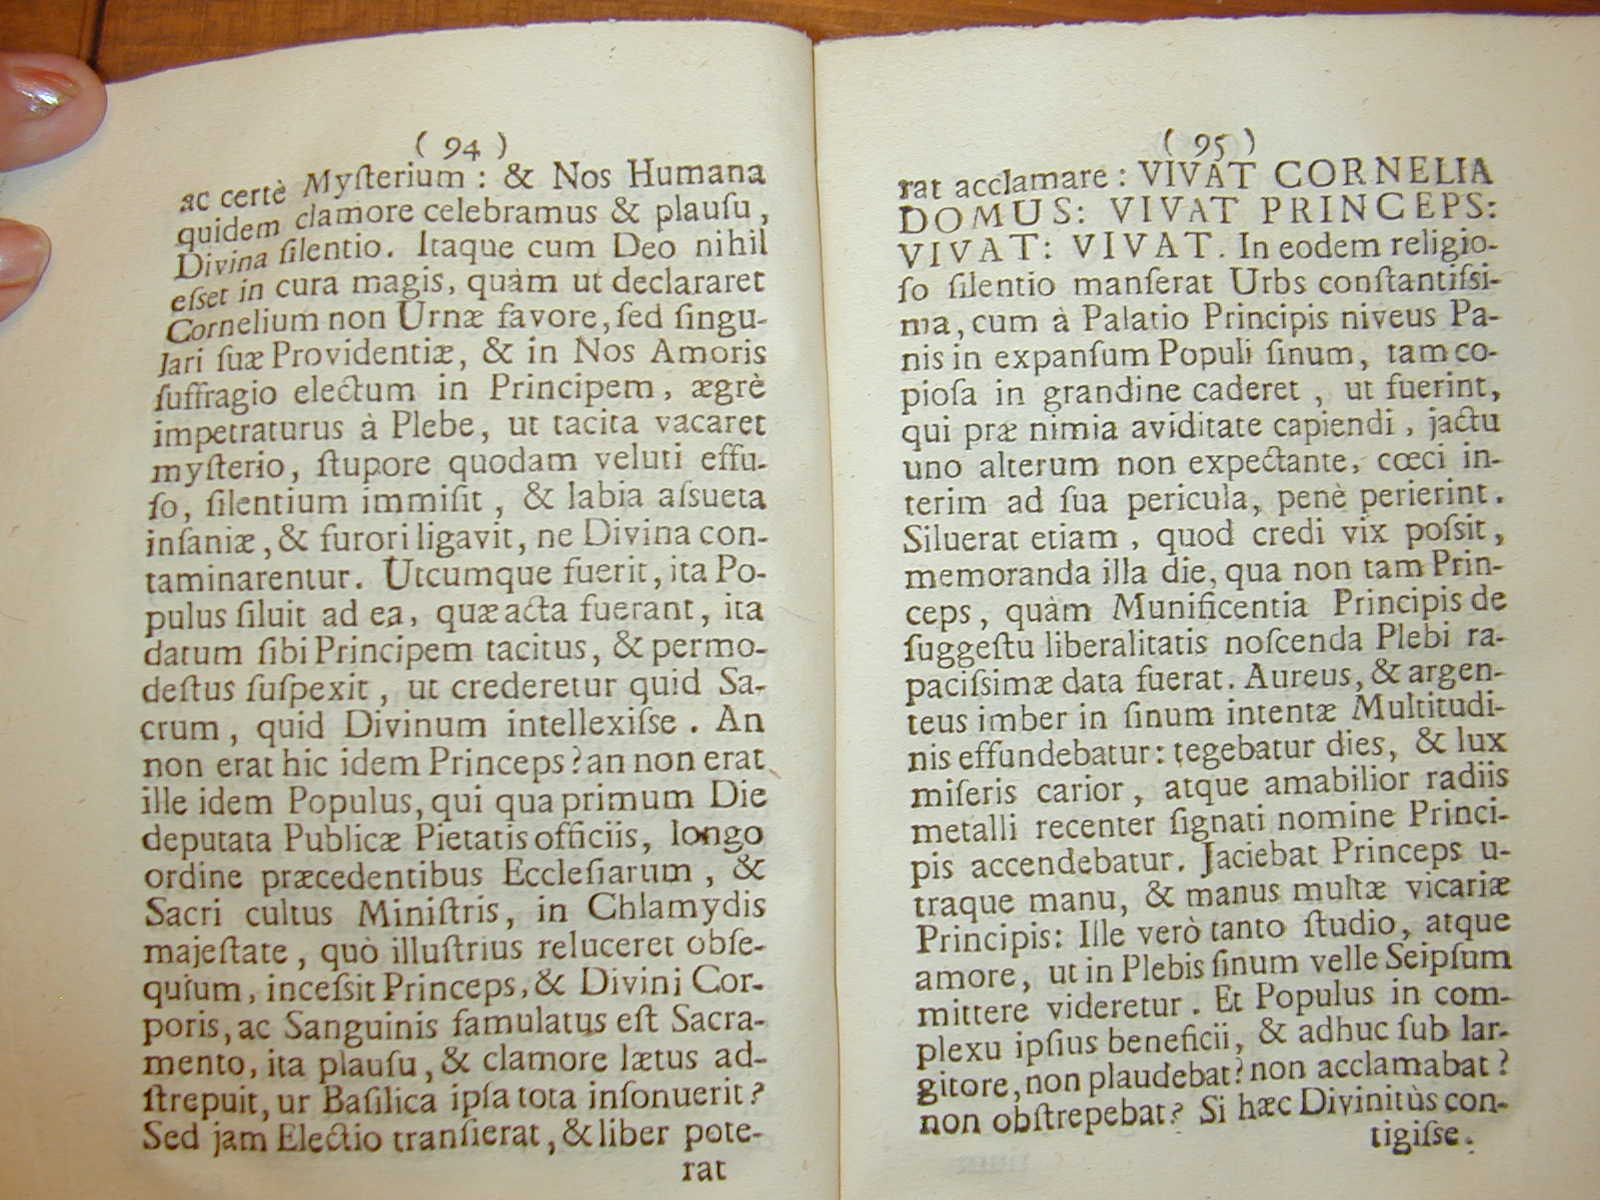 ( 94 )
ac certè Myſterium : & Nos Humana
quidem clamore celebramus & plauſu ,
Divina ſilentio. Itaque cum Deo nihil
eſset in cura magis, quàm ut declararet
Cornelium non Urnæ favore, ſed ſingu-
lari ſuæ Providentiæ, & in Nos Amoris
ſuffragio electum in Principem, ægrè
impetraturus à Plebe, ut tacita vacaret
myſterio, ſtupore quodam veluti effu-
ſo, ſilentium immiſit, & labia aſsueta
inſaniæ, & furori ligavit, ne Divina con-
taminarentur. Utcumque fuerit, ita Po-
pulus ſiluit ad ea, quæ acta fuerant, ita
datum ſibi Principem tacitus, & permo-
deſtus ſuſpexit, ut crederetur quid Sa-
crum, quid Divinum intellexiſse. An
non erat hic idem Princeps? an non erat
ille idem Populus, qui qua primum Die
deputata Publicæ Pietatis officiis, longo
ordine præcedentibus Eccleſiarum, &
Sacri cultus Miniſtris, in Chlamydis
majeſtate, quò illuſtrius reluceret obſe-
quium, inceſsit Princeps, & Divini Cor-
poris, ac Sanguinis famulatus eſt Sacra-
mento, ita plauſu, & clamore lætus ad-
ſtrepuit, ur Baſilica ipſa tota inſonuerit?
Sed jam Electio tranſierat, & liber pote-
rat
( 95 )
rat acclamare : VIVAT CORNELIA
DOMUS: VIVAT PRINCEPS:
VIVAT: VIVAT. In eodem religio-
ſo ſilentio manſerat Urbs conſtantiſsi-
ma, cum à Palatio Principis niveus Pa-
nis in expanſum Populi ſinum, tam co-
pioſa in grandine caderet , ut fuerint,
qui præ nimia aviditate capiendi, jactu
uno alterum non expectante, cœci in-
terim ad ſua pericula, penè perierint.
Siluerat etiam , quod credi vix poſsit,
memoranda illa die, qua non tam Prin-
ceps, quàm Munificentia Principis de
ſuggeſtu liberalitatis noſcenda Plebi ra-
paciſsimæ data fuerat. Aureus, & argen-
teus imber in ſinum intentæ Multitudi-
nis effundebatur: tegebatur dies, & lux
miſeris carior, atque amabilior radiis
metalli recenter ſignati nomine Princi-
pis accendebatur. Jaciebat Princeps u-
traque manu, & manus multæ vicariæ
Principis: Ille verò tanto ſtudio, atque
amore, ut in Plebis ſinum velle Seipſum
mittere videretur. Et Populus in com-
plexu ipſius beneficii, & adhuc ſub lar-
gitore, non plaudebat? non acclamabat?
non obſtrepebat? Si hæc Divinitùs con-
tigiſse.